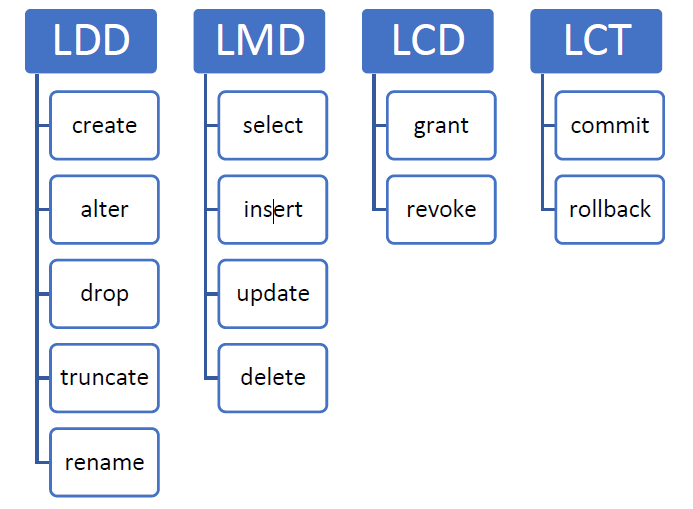 LDD
create
alter
drop
truncate
rename
LMD
select
insert
update
delete
LCD
grant
revoke
LCT
commit
rollback